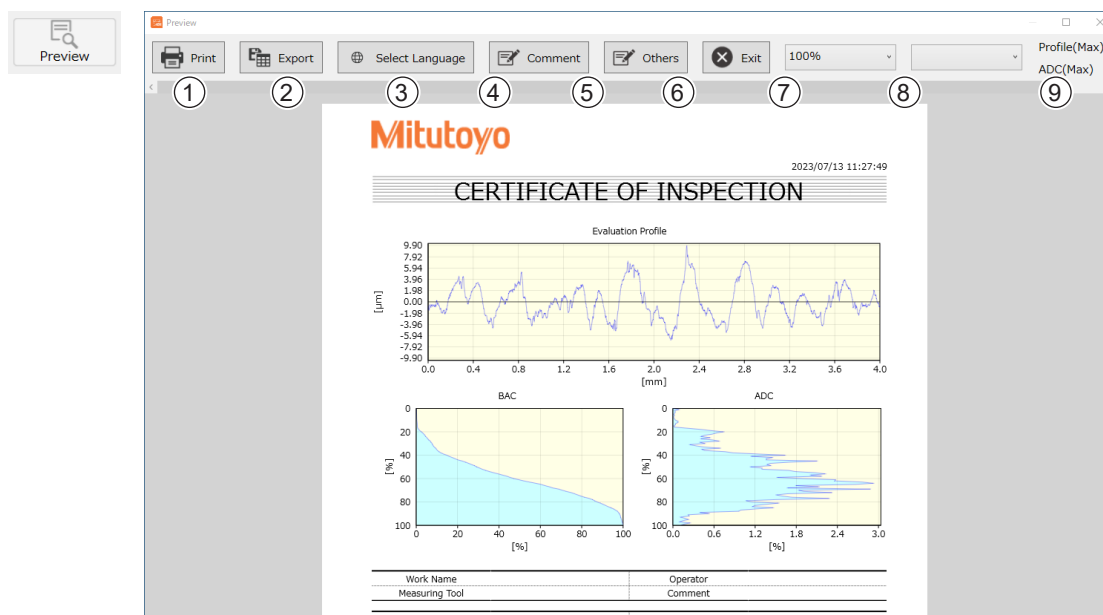 Preview
Preview
Print Export Select Language Comment Others Exit 100% Profile(Max)
ADC(Max)
1 2 3 4 5 6 7 8 9
Mitutoyo
2023/07/13 11:27:49
CERTIFICATE OF INSPECTION
Evaluation Profile
9.90
7.92
5.94
3.96
1.98
0.00
-1.98
-3.96
-5.94
-7.92
-9.90
[µm]
0.0 0.4 0.8 1.2 1.6 2.0 2.4 2.8 3.2 3.6 4.0
[mm]
BAC
0
20
40
60
80
100
[%]
0 20 40 60 80 100
[%]
ADC
0
20
40
60
80
100
[%]
0.0 0.6 1.2 1.8 2.4 3.0
[%]
Work Name Operator
Measuring Tool Comment